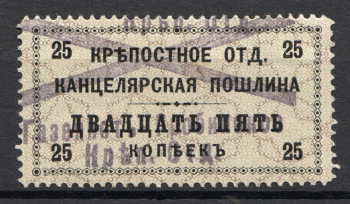 25 КРѢПОСТНОЕ ОТД. 25
КАНЦЕЛЯРСКАЯ ПОШЛИНА
ДВАДЦАТЬ ПЯТЬ
25 КОПѢЕКЪ 25